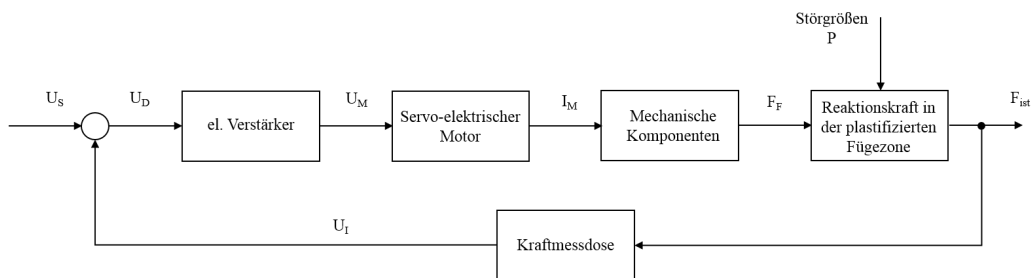 Störgrößen
P
U_S
U_D
U_M
I_M
F_F
F_ist
el. Verstärker
Servo-elektrischer
Motor
Mechanische
Komponenten
Reaktionskraft in
der plastifizierten
Fügezone
U_I
Kraftmessdose